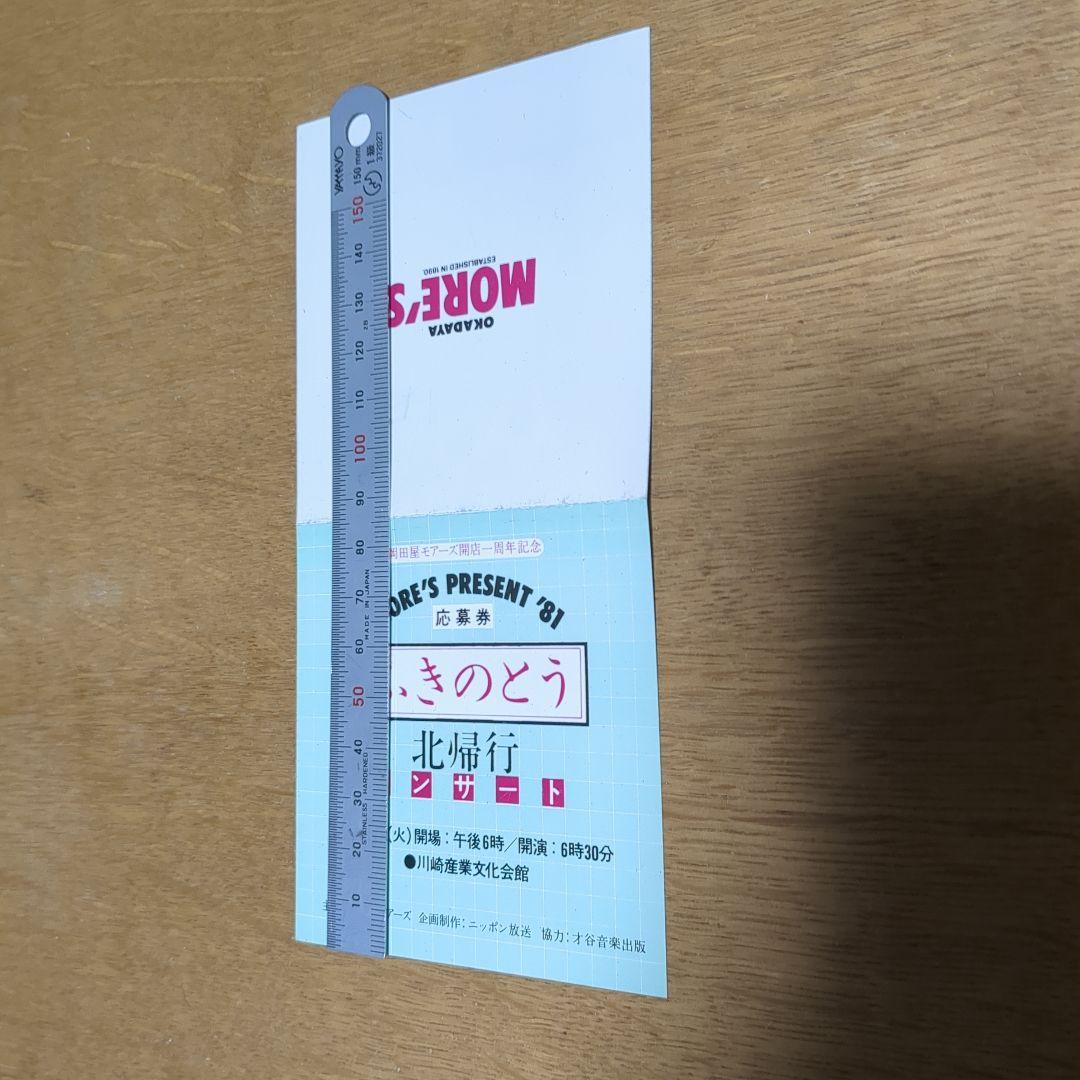 OKADAYA
MORE'S
ESTABLISHED IN 1890.
岡田屋モアーズ開店一周年記念
ORE'S PRESENT '81
応募券
きのとう
北帰行
ンサート
(火)開場:午後6時/開演:6時30分
●川崎産業文化会館
アーズ 企画制作:ニッポン放送 協力:才谷音楽出版
150 mm
1級
372021
150
140
130
120
110
100
90
80
70
60
50
40
30
20
10
2B
MADE IN JAPAN
STAINLESS HARDENED